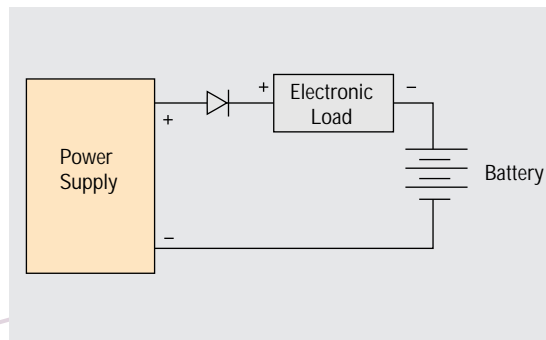 +
Electronic
Load
−
+
Power
Supply
Battery
−